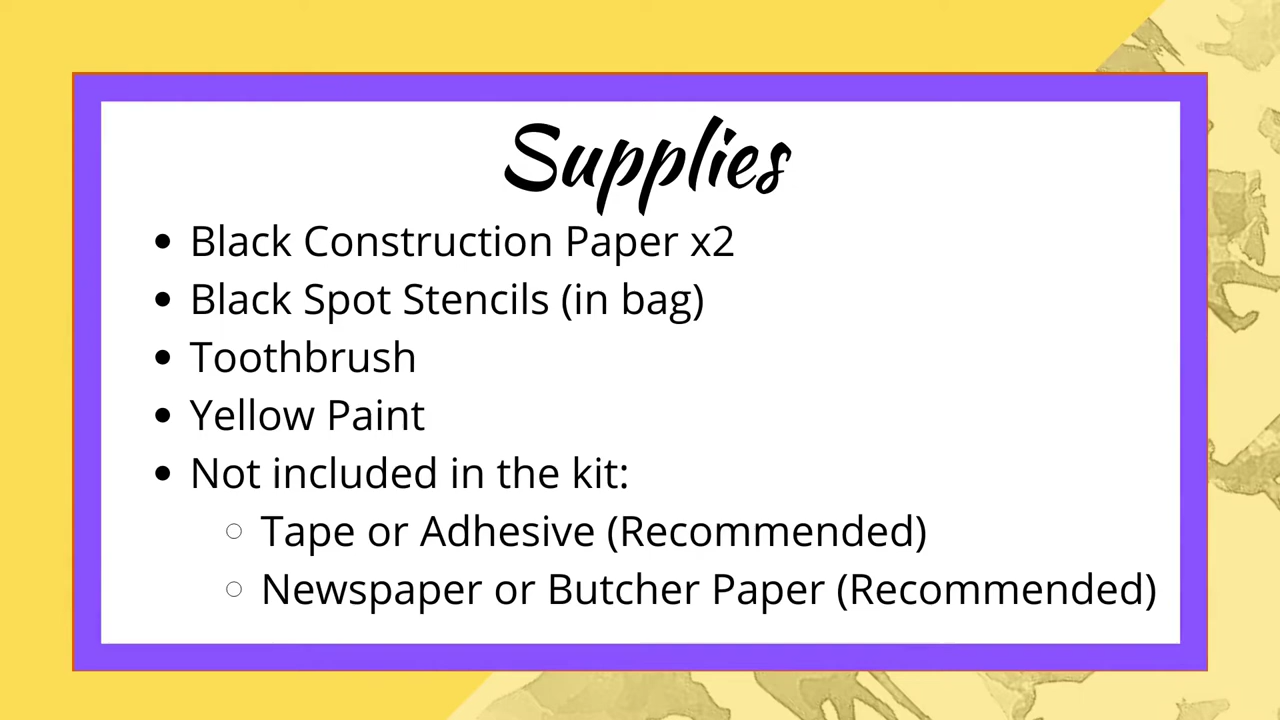 Supplies
• Black Construction Paper x2
• Black Spot Stencils (in bag)
• Toothbrush
• Yellow Paint
• Not included in the kit:
○ Tape or Adhesive (Recommended)
○ Newspaper or Butcher Paper (Recommended)